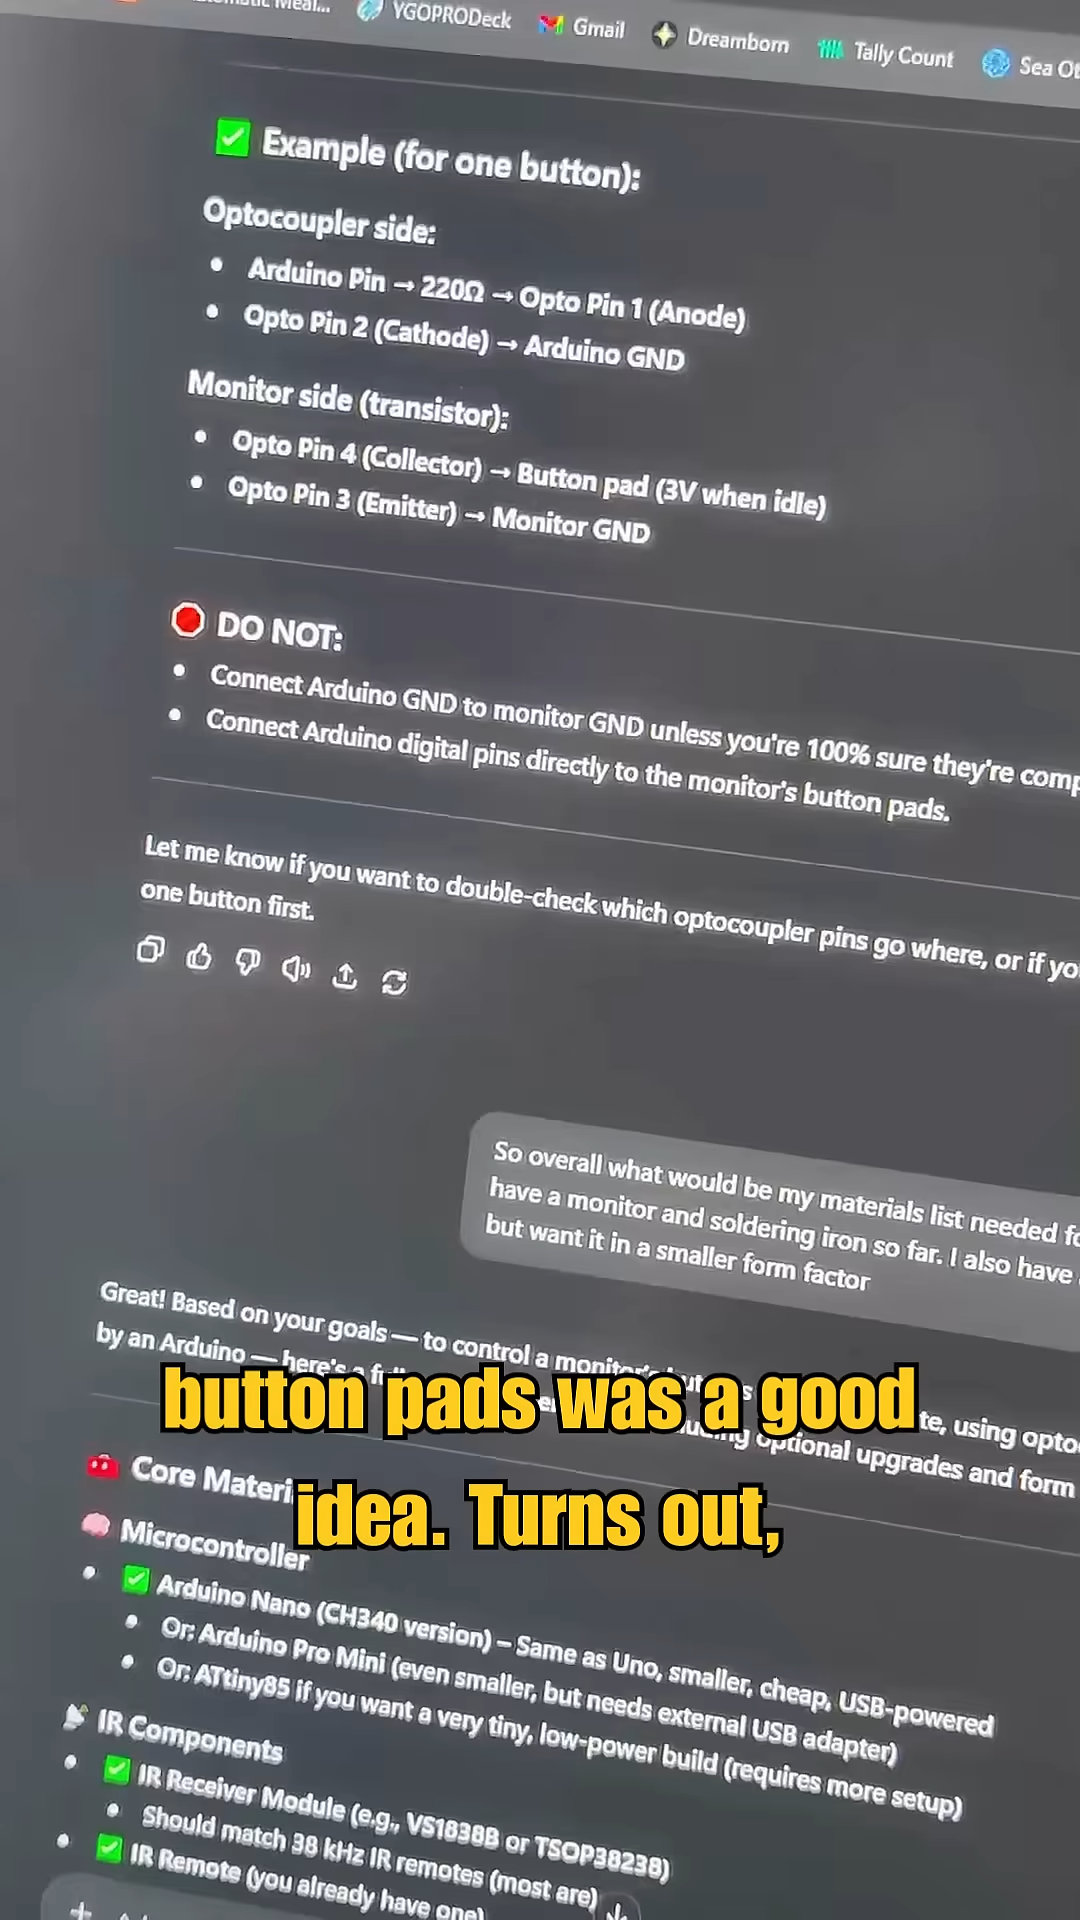 YGOPRODeck Gmail Dreamborn Tally Count Sea
✅ Example (for one button):
Optocoupler side:
• Arduino Pin → 220Ω → Opto Pin 1 (Anode)
• Opto Pin 2 (Cathode) → Arduino GND
Monitor side (transistor):
• Opto Pin 4 (Collector) → Button pad (3V when idle)
• Opto Pin 3 (Emitter) → Monitor GND
🛑 DO NOT:
• Connect Arduino GND to monitor GND unless you're 100% sure they're
• Connect Arduino digital pins directly to the monitor's button pads.
Let me know if you want to double-check which optocoupler pins go where, or if
one button first.
So overall what would be my materials list needed
have a monitor and soldering iron so far. I also have
but want it in a smaller form factor
Great! Based on your goals — to control a monitor's
by an Arduino — here's a using
optional upgrades and form
button pads was a good
idea. Turns out,
🧰 Core
🧠 Microcontroller
• ✅ Arduino Nano (CH340 version) – Same as Uno, smaller, cheap, USB-powered
• Or: Arduino Pro Mini (even smaller, but needs external USB adapter)
• Or: ATtiny85 if you want a very tiny, low-power build (requires more setup)
📡 IR Components
• ✅ IR Receiver Module (e.g., VS1838B or TSOP38238)
• Should match 38 kHz IR remotes (most are)
• ✅ IR Remote (you already have one)